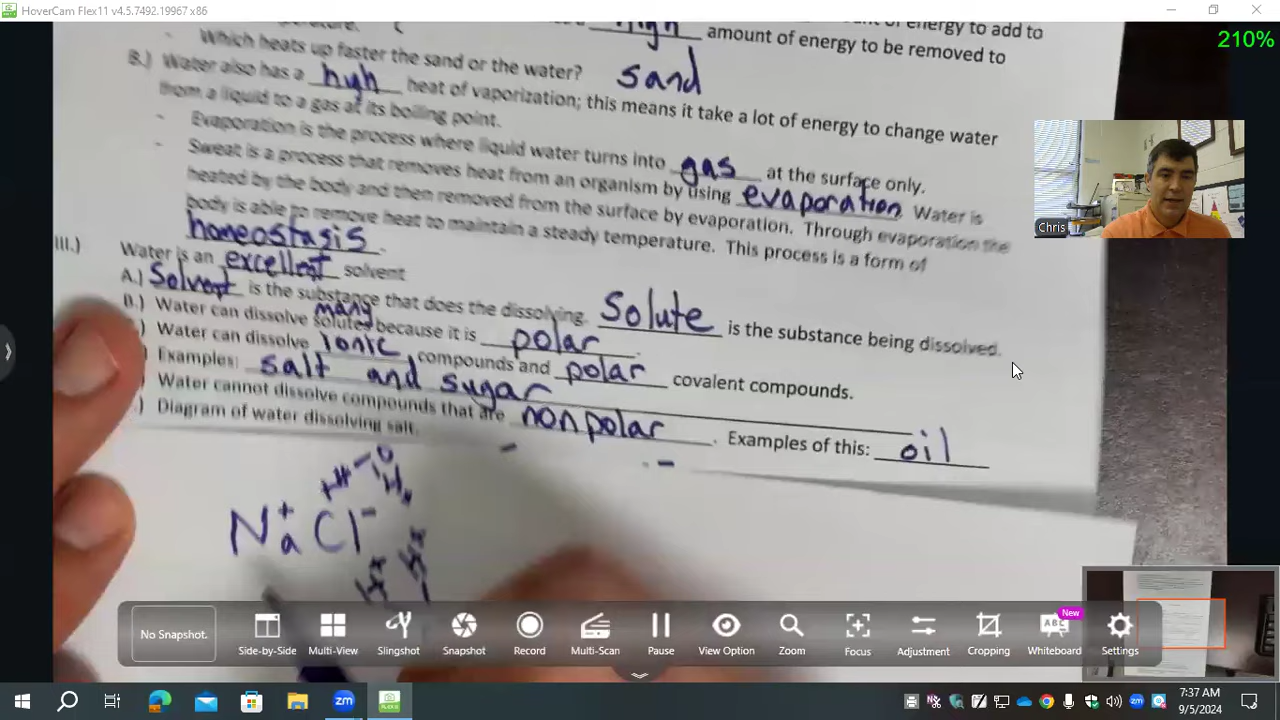 HoverCam Flex11 v4.5.7492.19967 x86
210%
of energy to add to
high amount of energy to be removed to
- Which heats up faster the sand or the water? sand
B.) Water also has a high heat of vaporization; this means it take a lot of energy to change water
from a liquid to a gas at its boiling point.
- Evaporation is the process where liquid water turns into gas at the surface only.
- Sweat is a process that removes heat from an organism by using evaporation. Water is
heated by the body and then removed from the surface by evaporation. Through evaporation the
body is able to remove heat to maintain a steady temperature. This process is a form of
homeostasis.
III.) Water is an excellent solvent
A.) Solvent is the substance that does the dissolving. Solute is the substance being dissolved.
B.) Water can dissolve many solutes because it is polar.
.) Water can dissolve ionic compounds and polar covalent compounds.
Examples: salt and sugar
) Water cannot dissolve compounds that are nonpolar. Examples of this: oil
.) Diagram of water dissolving salt.
Na+ Cl-
Chris
No Snapshot.
Side-by-Side
Multi-View
Slingshot
Snapshot
Record
Multi-Scan
Pause
View Option
Zoom
Focus
Adjustment
Cropping
New
ABC
Whiteboard
Settings
7:37 AM
9/5/2024